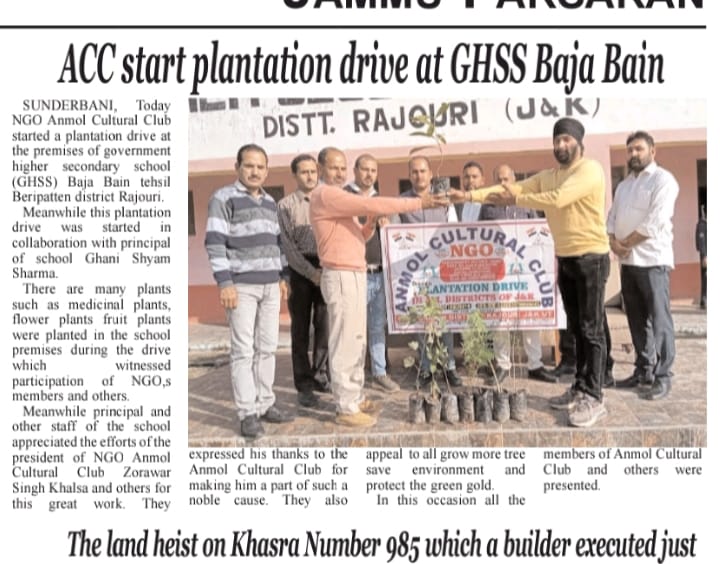 ACC start plantation drive at GHSS Baja Bain
SUNDERBANI, Today
NGO Anmol Cultural Club
started a plantation drive at
the premises of government
higher secondary school
(GHSS) Baja Bain tehsil
Beripatten district Rajouri.
Meanwhile this plantation
drive was started in
collaboration with principal
of school Ghani Shyam
Sharma.
There are many plants
such as medicinal plants,
flower plants fruit plants
were planted in the school
premises during the drive
which witnessed
participation of NGO,s
members and others.
Meanwhile principal and
other staff of the school
appreciated the efforts of the
president of NGO Anmol
Cultural Club Zorawar
Singh Khalsa and others for
this great work. They
DISTT. RAJOURI (J&K)
ANMOL CULTURAL CLUB
NGO
PLANTATION DRIVE
DISTRICTS OF J&K
expressed his thanks to the
Anmol Cultural Club for
making him a part of such a
noble cause. They also
appeal to all grow more tree
save environment and
protect the green gold.
In this occasion all the
members of Anmol Cultural
Club and others were
presented.
The land heist on Khasra Number 985 which a builder executed just